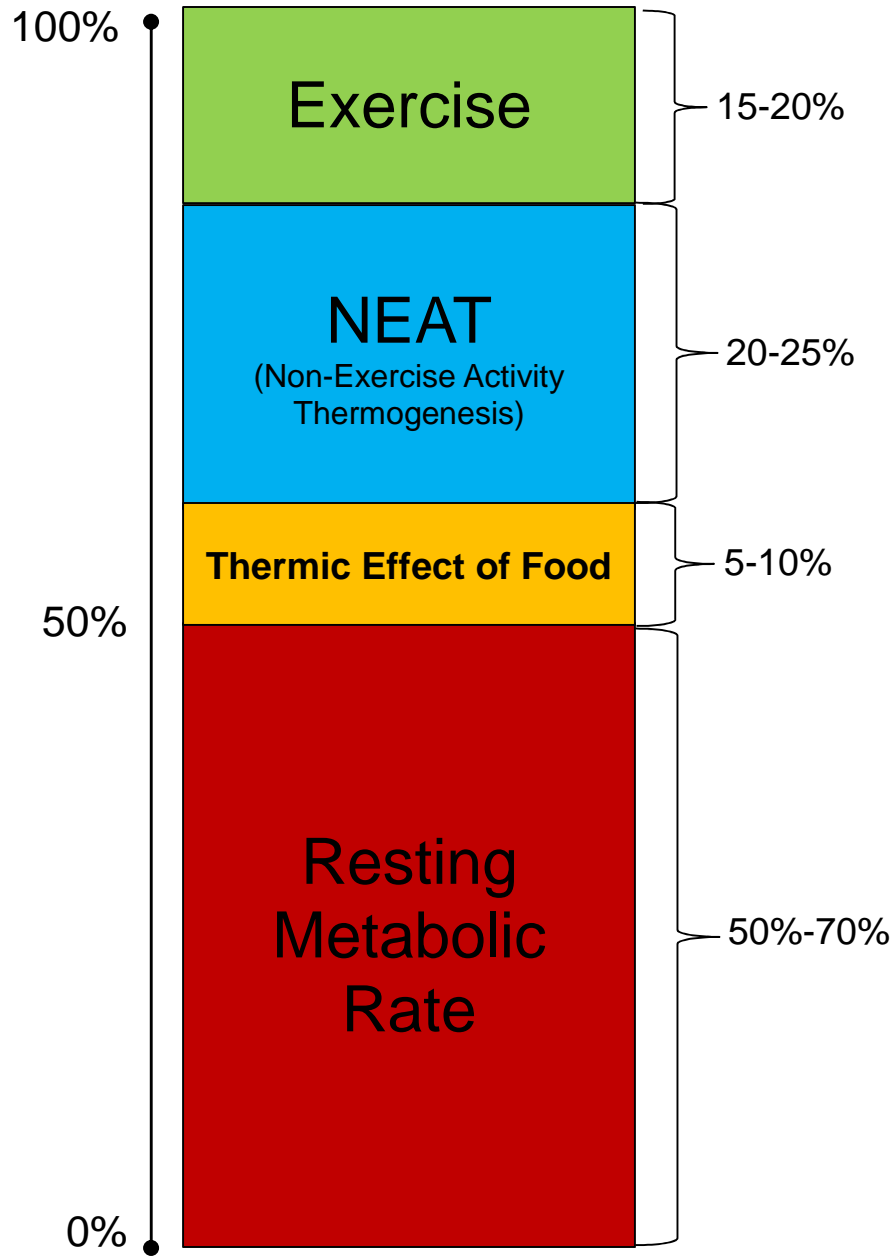 100%
Exercise
15-20%
NEAT
(Non-Exercise Activity
Thermogenesis)
20-25%
Thermic Effect of Food
5-10%
50%
Resting
Metabolic
Rate
50%-70%
0%